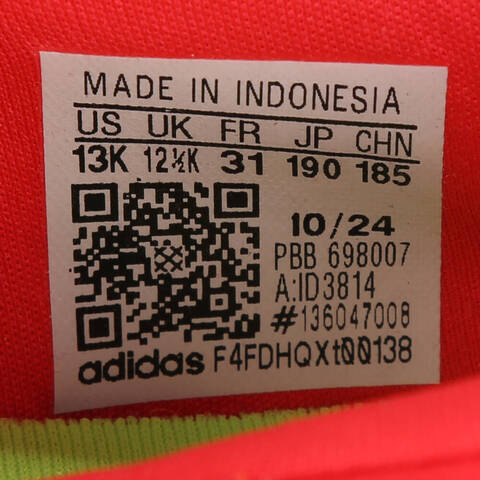 MADE IN INDONESIA
US UK FR JP CHN
13K 12½K 31 190 185
10/24
PBB 698007
A:ID3814
#136047008
adidas F4FDHQXt00138